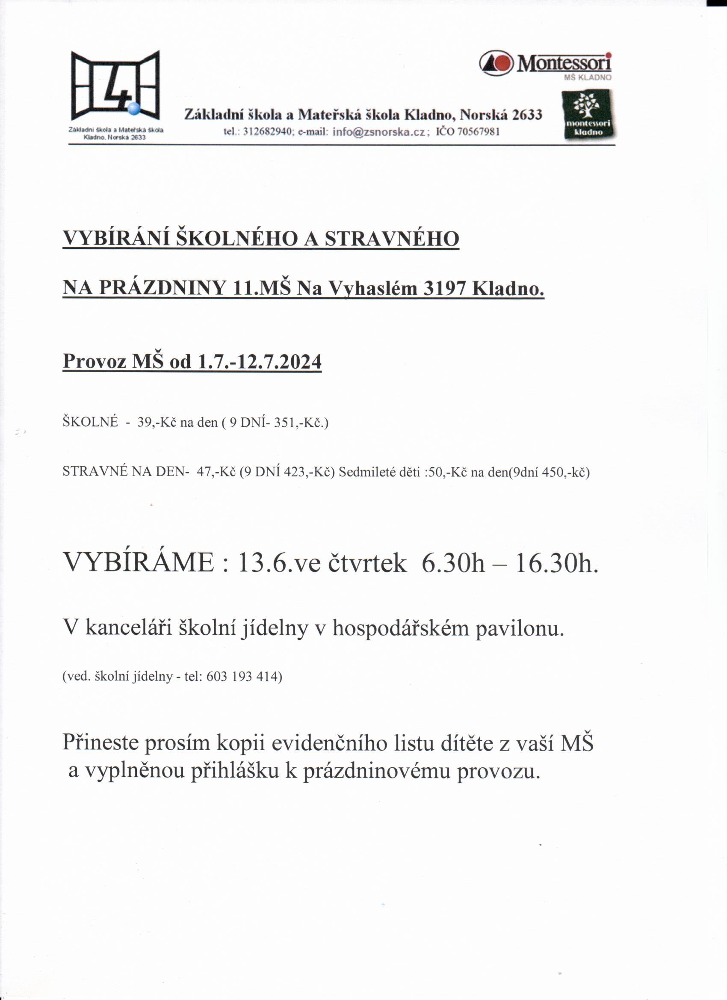 4.
Základní škola a Mateřská škola
Kladno, Norská 2633
Montessori
MŠ KLADNO
montessori
kladno
Základní škola a Mateřská škola Kladno, Norská 2633
tel.: 312682940; e-mail: info@zsnorska.cz; IČO 70567981
VYBÍRÁNÍ ŠKOLNÉHO A STRAVNÉHO
NA PRÁZDNINY 11.MŠ Na Vyhaslém 3197 Kladno.
Provoz MŠ od 1.7.-12.7.2024
ŠKOLNÉ - 39,-Kč na den ( 9 DNÍ- 351,-Kč.)
STRAVNÉ NA DEN- 47,-Kč (9 DNÍ 423,-Kč) Sedmileté děti :50,-Kč na den(9dní 450,-kč)
VYBÍRÁME : 13.6.ve čtvrtek 6.30h – 16.30h.
V kanceláři školní jídelny v hospodářském pavilonu.
(ved. školní jídelny - tel: 603 193 414)
Přineste prosím kopii evidenčního listu dítěte z vaší MŠ
a vyplněnou přihlášku k prázdninovému provozu.